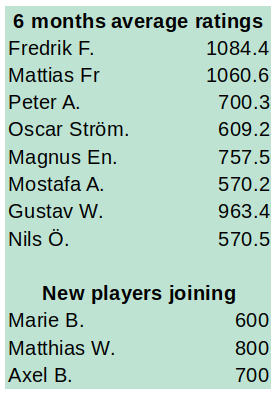 6 months average ratings
Fredrik F. 1084.4
Mattias Fr 1060.6
Peter A. 700.3
Oscar Ström. 609.2
Magnus En. 757.5
Mostafa A. 570.2
Gustav W. 963.4
Nils Ö. 570.5
New players joining
Marie B. 600
Matthias W. 800
Axel B. 700